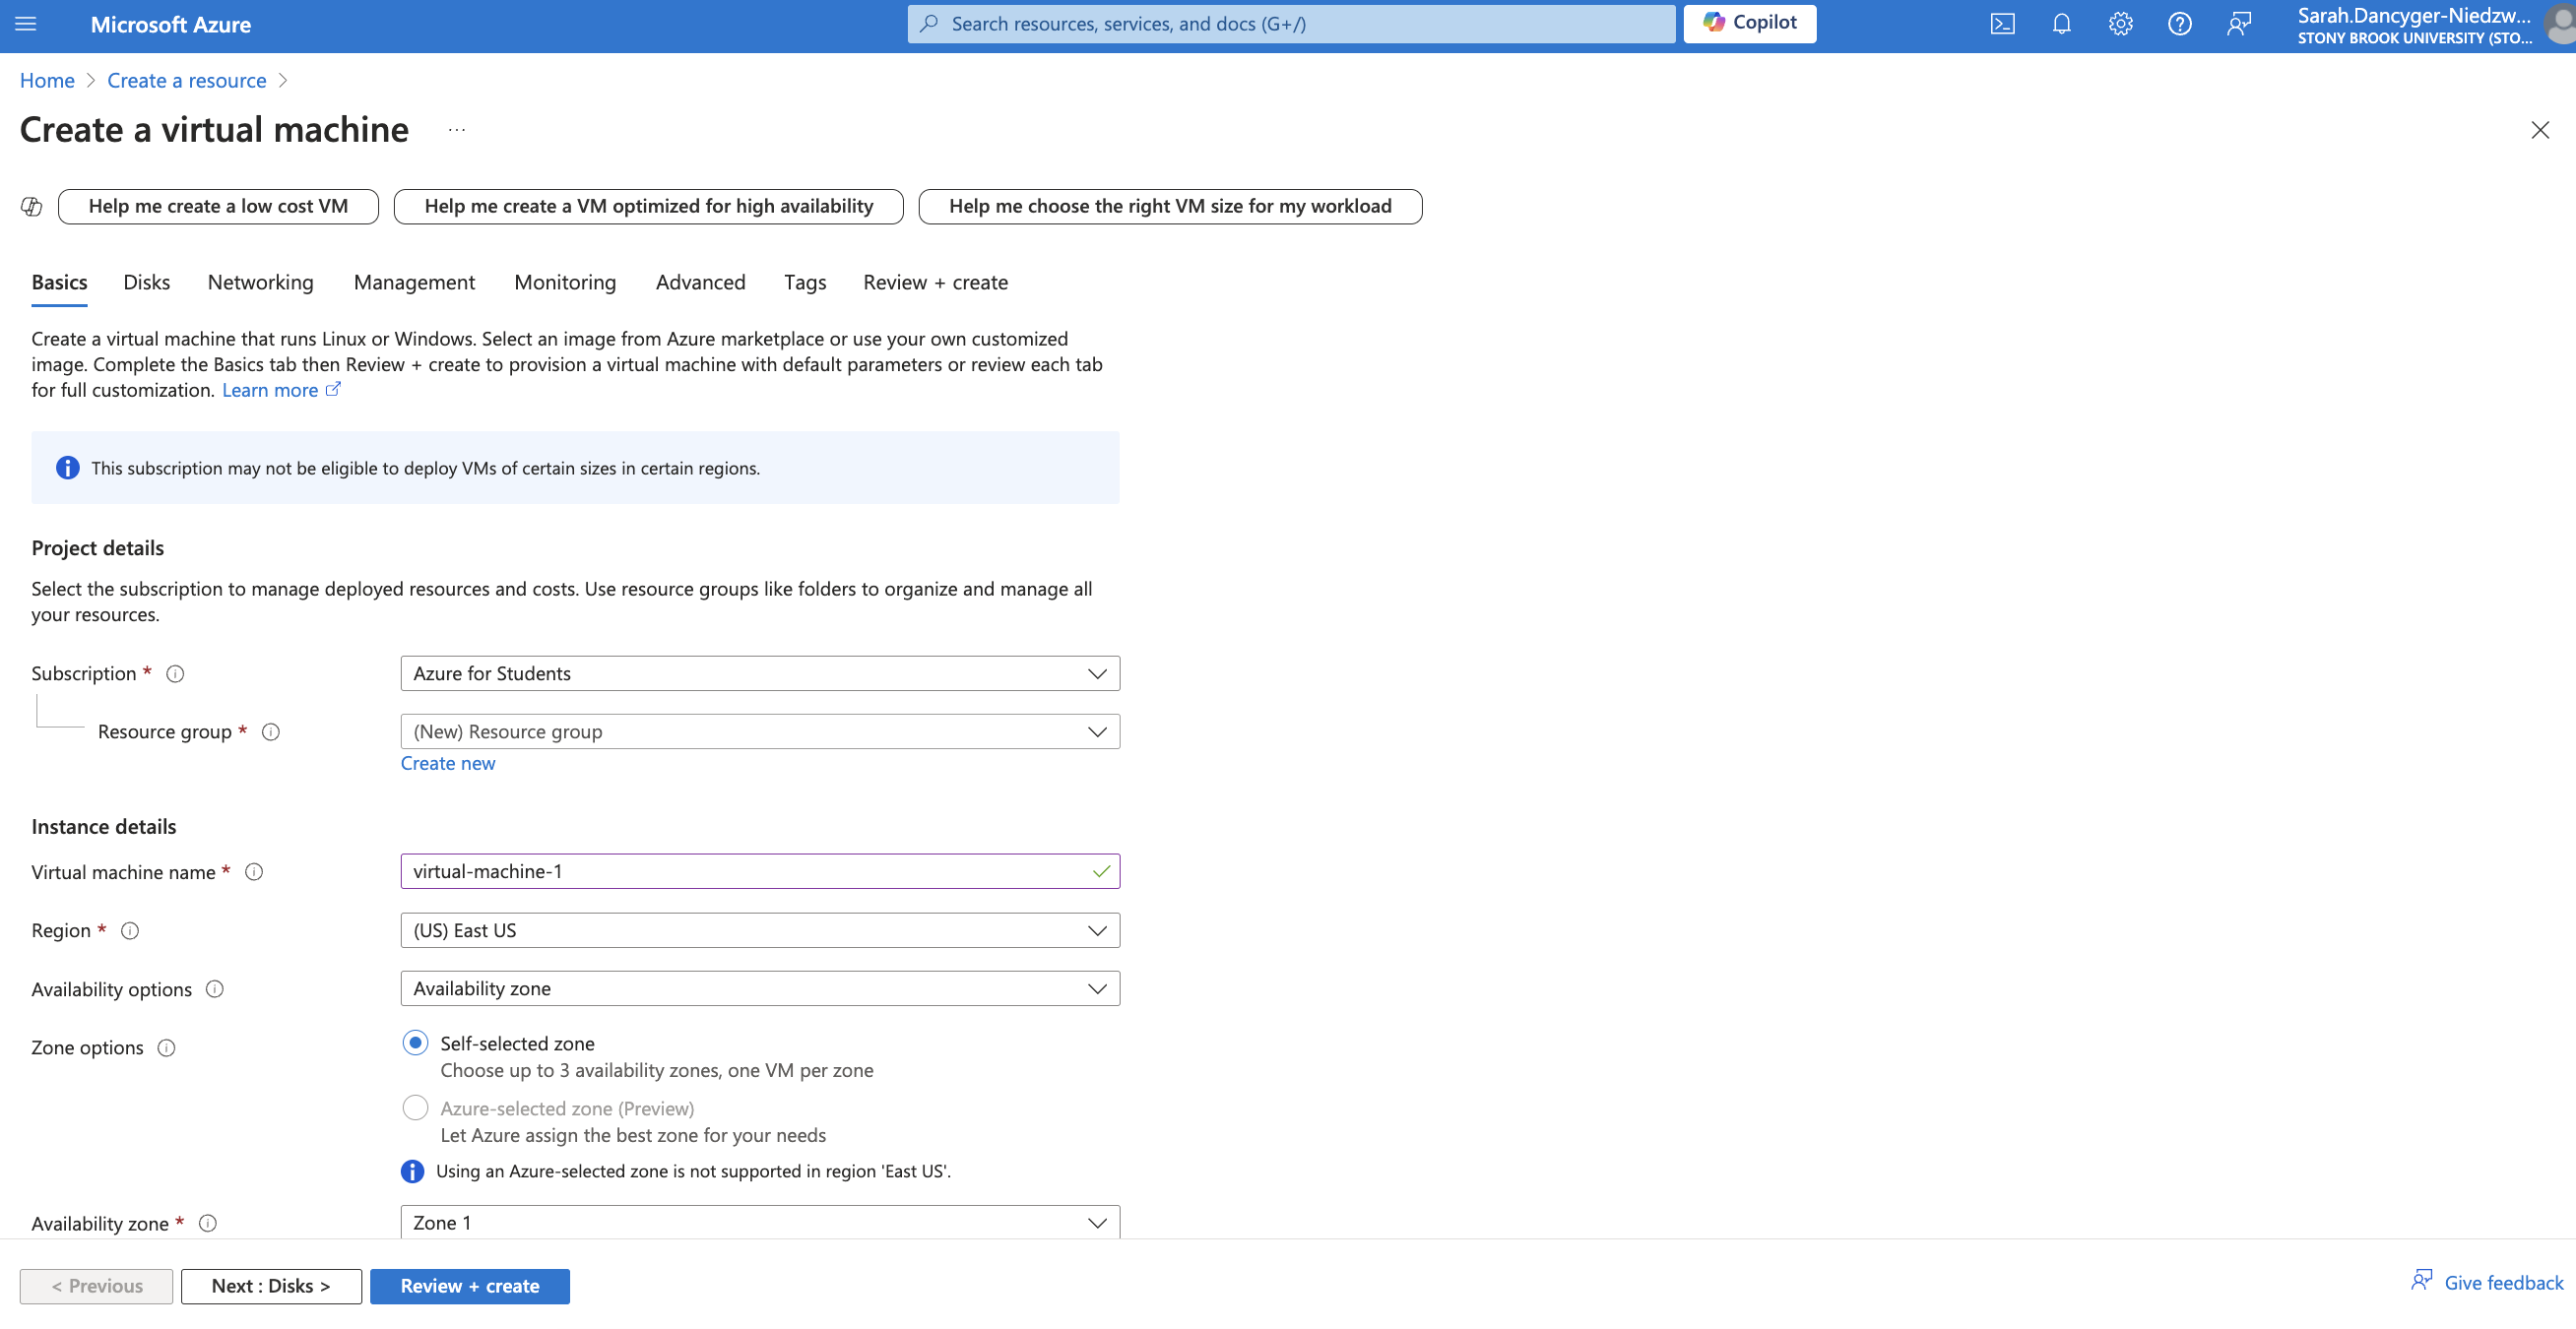 Microsoft Azure
Search resources, services, and docs (G+/)
Copilot
Sarah.Dancyger-Niedzw...
STONY BROOK UNIVERSITY (STO...
Home > Create a resource >
Create a virtual machine ...
Help me create a low cost VM
Help me create a VM optimized for high availability
Help me choose the right VM size for my workload
Basics Disks Networking Management Monitoring Advanced Tags Review + create
Create a virtual machine that runs Linux or Windows. Select an image from Azure marketplace or use your own customized
image. Complete the Basics tab then Review + create to provision a virtual machine with default parameters or review each tab
for full customization. Learn more
This subscription may not be eligible to deploy VMs of certain sizes in certain regions.
Project details
Select the subscription to manage deployed resources and costs. Use resource groups like folders to organize and manage all
your resources.
Subscription * Azure for Students
Resource group * (New) Resource group
Create new
Instance details
Virtual machine name * virtual-machine-1
Region * (US) East US
Availability options Availability zone
Zone options Self-selected zone
Choose up to 3 availability zones, one VM per zone
Azure-selected zone (Preview)
Let Azure assign the best zone for your needs
Using an Azure-selected zone is not supported in region 'East US'.
Availability zone * Zone 1
< Previous Next : Disks > Review + create
Give feedback